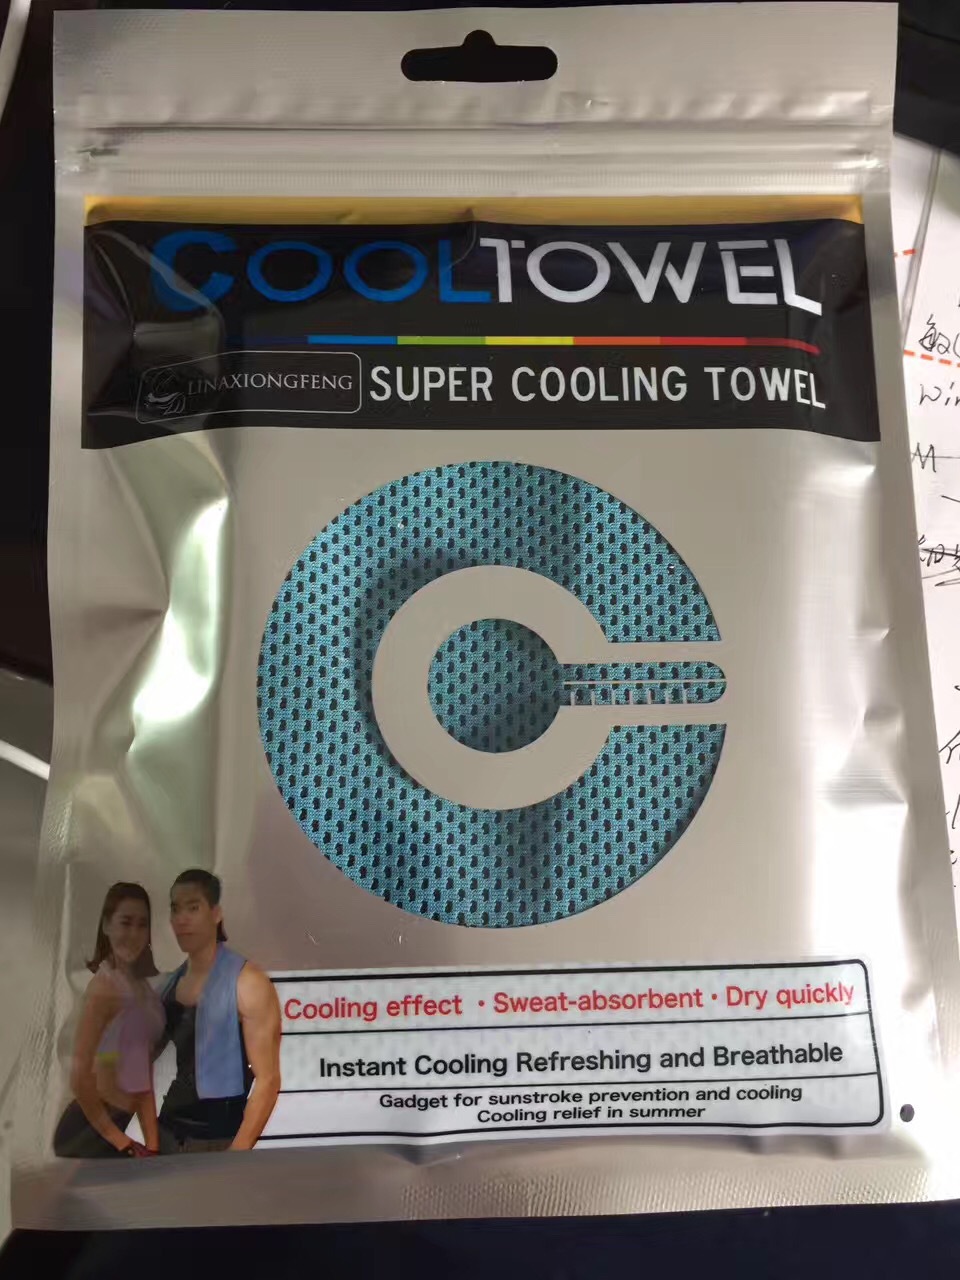 COOLTOWEL
LINAXIONGFENG
SUPER COOLING TOWEL
Cooling effect ・Sweat-absorbent・Dry quickly
Instant Cooling Refreshing and Breathable
Gadget for sunstroke prevention and cooling
Cooling relief in summer